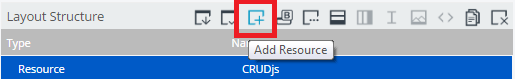 Layout Structure
Type Na
Add Resource
Resource CRUDjs